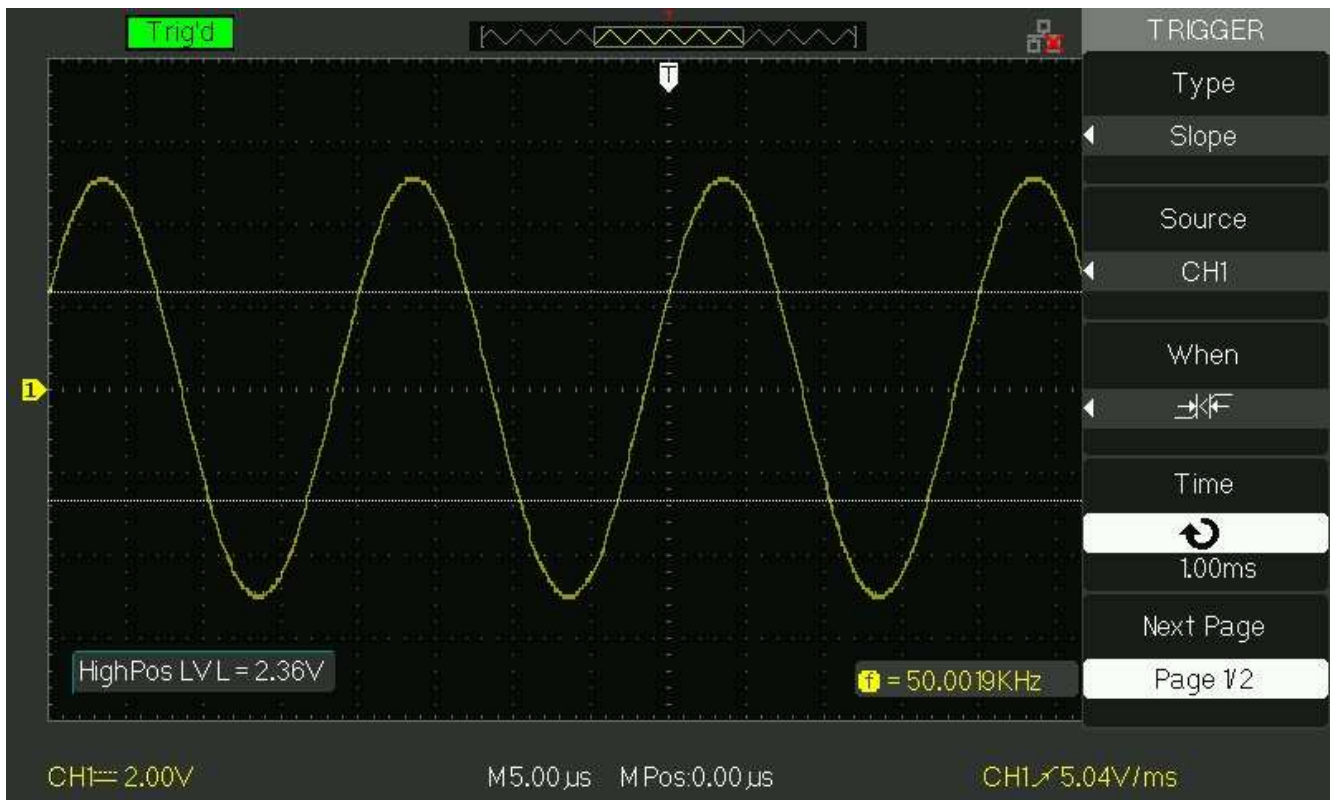 Trig'd
T
TRIGGER
T
Type
Slope
Source
CH1
1
When
Time
1.00ms
HighPos LVL=2.36V
f = 50.0019KHz
Next Page
Page 1/2
CH1 2.00V
M5.00µs
MPos:0.00µs
CH1 5.04V/ms